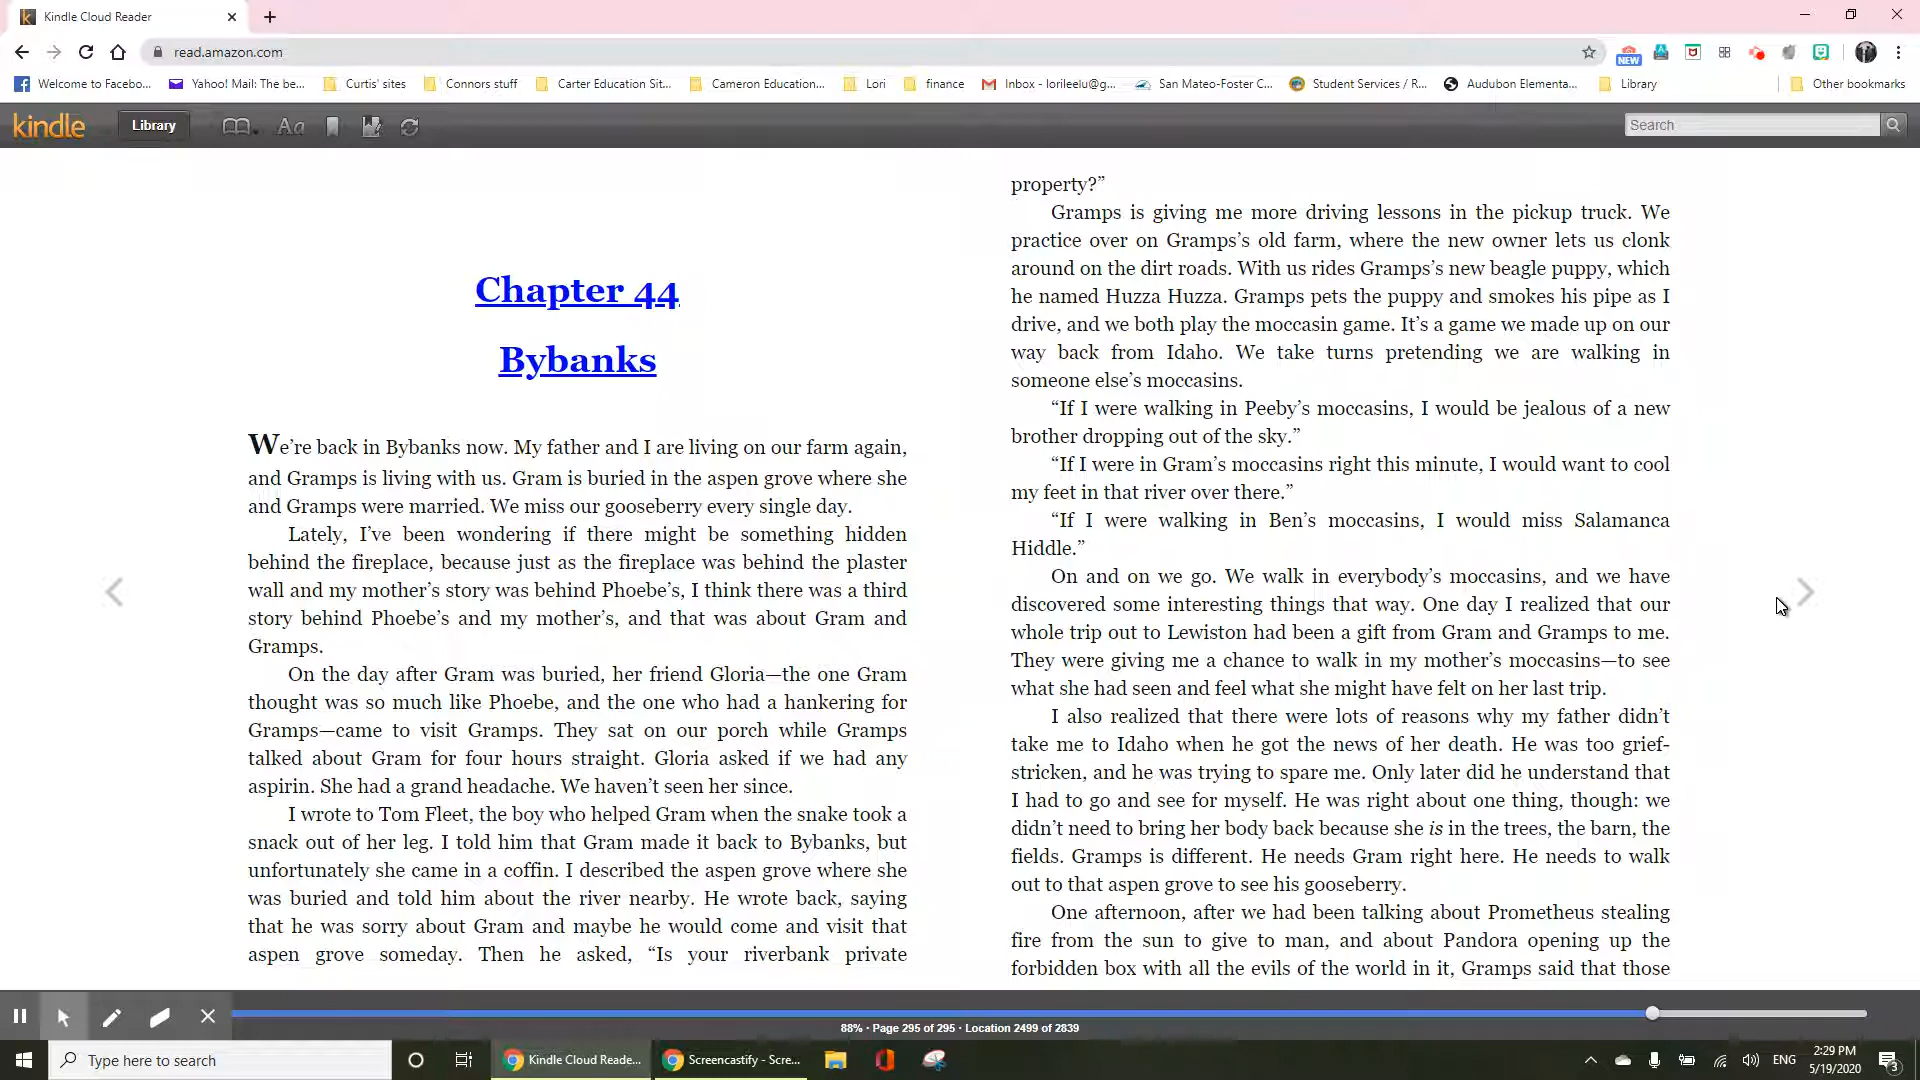 Kindle Cloud Reader
read.amazon.com
NEW
Welcome to Facebo...
Yahoo! Mail: The be...
Curtis' sites
Connors stuff
Carter Education Sit...
Cameron Education...
Lori
finance
Inbox - lorileelu@g...
San Mateo-Foster C...
Student Services / R...
Audubon Elementa...
Library
Other bookmarks
kindle
Library
Aa
Search
Chapter 44
Bybanks
We’re back in Bybanks now. My father and I are living on our farm again,
and Gramps is living with us. Gram is buried in the aspen grove where she
and Gramps were married. We miss our gooseberry every single day.
Lately, I’ve been wondering if there might be something hidden
behind the fireplace, because just as the fireplace was behind the plaster
wall and my mother’s story was behind Phoebe’s, I think there was a third
story behind Phoebe’s and my mother’s, and that was about Gram and
Gramps.
On the day after Gram was buried, her friend Gloria—the one Gram
thought was so much like Phoebe, and the one who had a hankering for
Gramps—came to visit Gramps. They sat on our porch while Gramps
talked about Gram for four hours straight. Gloria asked if we had any
aspirin. She had a grand headache. We haven’t seen her since.
I wrote to Tom Fleet, the boy who helped Gram when the snake took a
snack out of her leg. I told him that Gram made it back to Bybanks, but
unfortunately she came in a coffin. I described the aspen grove where she
was buried and told him about the river nearby. He wrote back, saying
that he was sorry about Gram and maybe he would come and visit that
aspen grove someday. Then he asked, “Is your riverbank private
property?”
Gramps is giving me more driving lessons in the pickup truck. We
practice over on Gramps’s old farm, where the new owner lets us clonk
around on the dirt roads. With us rides Gramps’s new beagle puppy, which
he named Huzza Huzza. Gramps pets the puppy and smokes his pipe as I
drive, and we both play the moccasin game. It’s a game we made up on our
way back from Idaho. We take turns pretending we are walking in
someone else’s moccasins.
“If I were walking in Peeby’s moccasins, I would be jealous of a new
brother dropping out of the sky.”
“If I were in Gram’s moccasins right this minute, I would want to cool
my feet in that river over there.”
“If I were walking in Ben’s moccasins, I would miss Salamanca
Hiddle.”
On and on we go. We walk in everybody’s moccasins, and we have
discovered some interesting things that way. One day I realized that our
whole trip out to Lewiston had been a gift from Gram and Gramps to me.
They were giving me a chance to walk in my mother’s moccasins—to see
what she had seen and feel what she might have felt on her last trip.
I also realized that there were lots of reasons why my father didn’t
take me to Idaho when he got the news of her death. He was too grief-
stricken, and he was trying to spare me. Only later did he understand that
I had to go and see for myself. He was right about one thing, though: we
didn’t need to bring her body back because she is in the trees, the barn, the
fields. Gramps is different. He needs Gram right here. He needs to walk
out to that aspen grove to see his gooseberry.
One afternoon, after we had been talking about Prometheus stealing
fire from the sun to give to man, and about Pandora opening up the
forbidden box with all the evils of the world in it, Gramps said that those
88% · Page 295 of 295 · Location 2499 of 2839
Type here to search
Kindle Cloud Reade...
Screencastify - Scre...
ENG
2:29 PM
5/19/2020
3